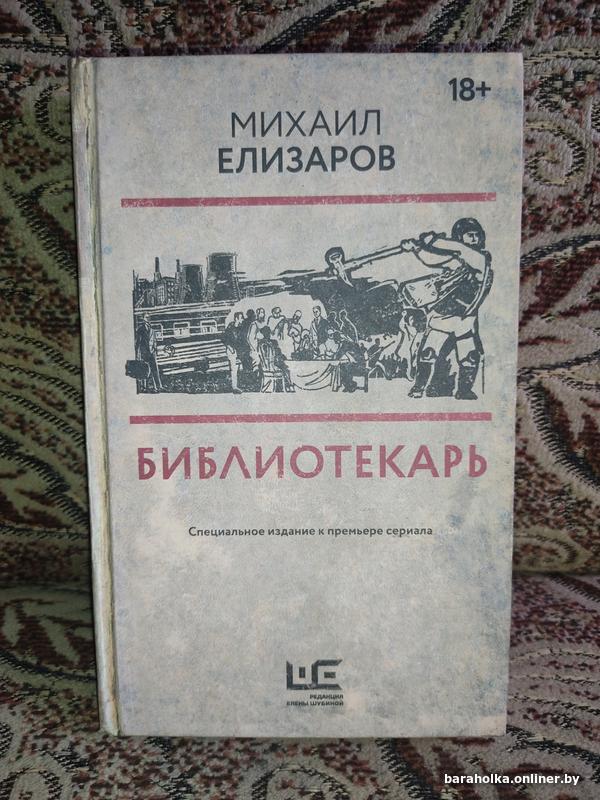 18+
МИХАИЛ
ЕЛИЗАРОВ
БИБЛИОТЕКАРЬ
Специальное издание к премьере сериала
РЕДАКЦИЯ
ЕЛЕНЫ ШУБИНОЙ
baraholka.onliner.by